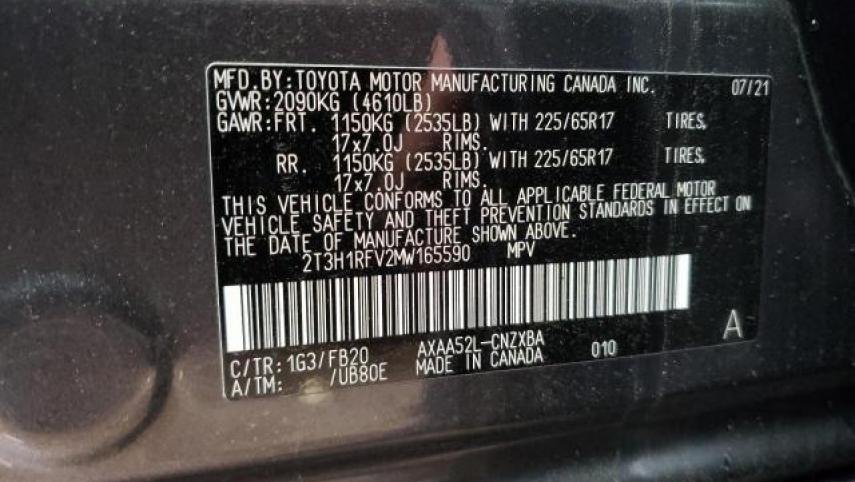 MFD.BY:TOYOTA MOTOR MANUFACTURING CANADA INC. 07/21
GVWR:2090KG (4610LB)
GAWR:FRT. 1150KG (2535LB) WITH 225/65R17 TIRES,
17x7.0J RIMS.
RR. 1150KG (2535LB) WITH 225/65R17 TIRES,
17x7.0J RIMS.
THIS VEHICLE CONFORMS TO ALL APPLICABLE FEDERAL MOTOR
VEHICLE SAFETY AND THEFT PREVENTION STANDARDS IN EFFECT ON
THE DATE OF MANUFACTURE SHOWN ABOVE.
2T3H1RFV2MW165590 MPV
A
C/TR:1G3/FB20 AXAA52L-CNZXBA 010
A/TM: /UB80E MADE IN CANADA